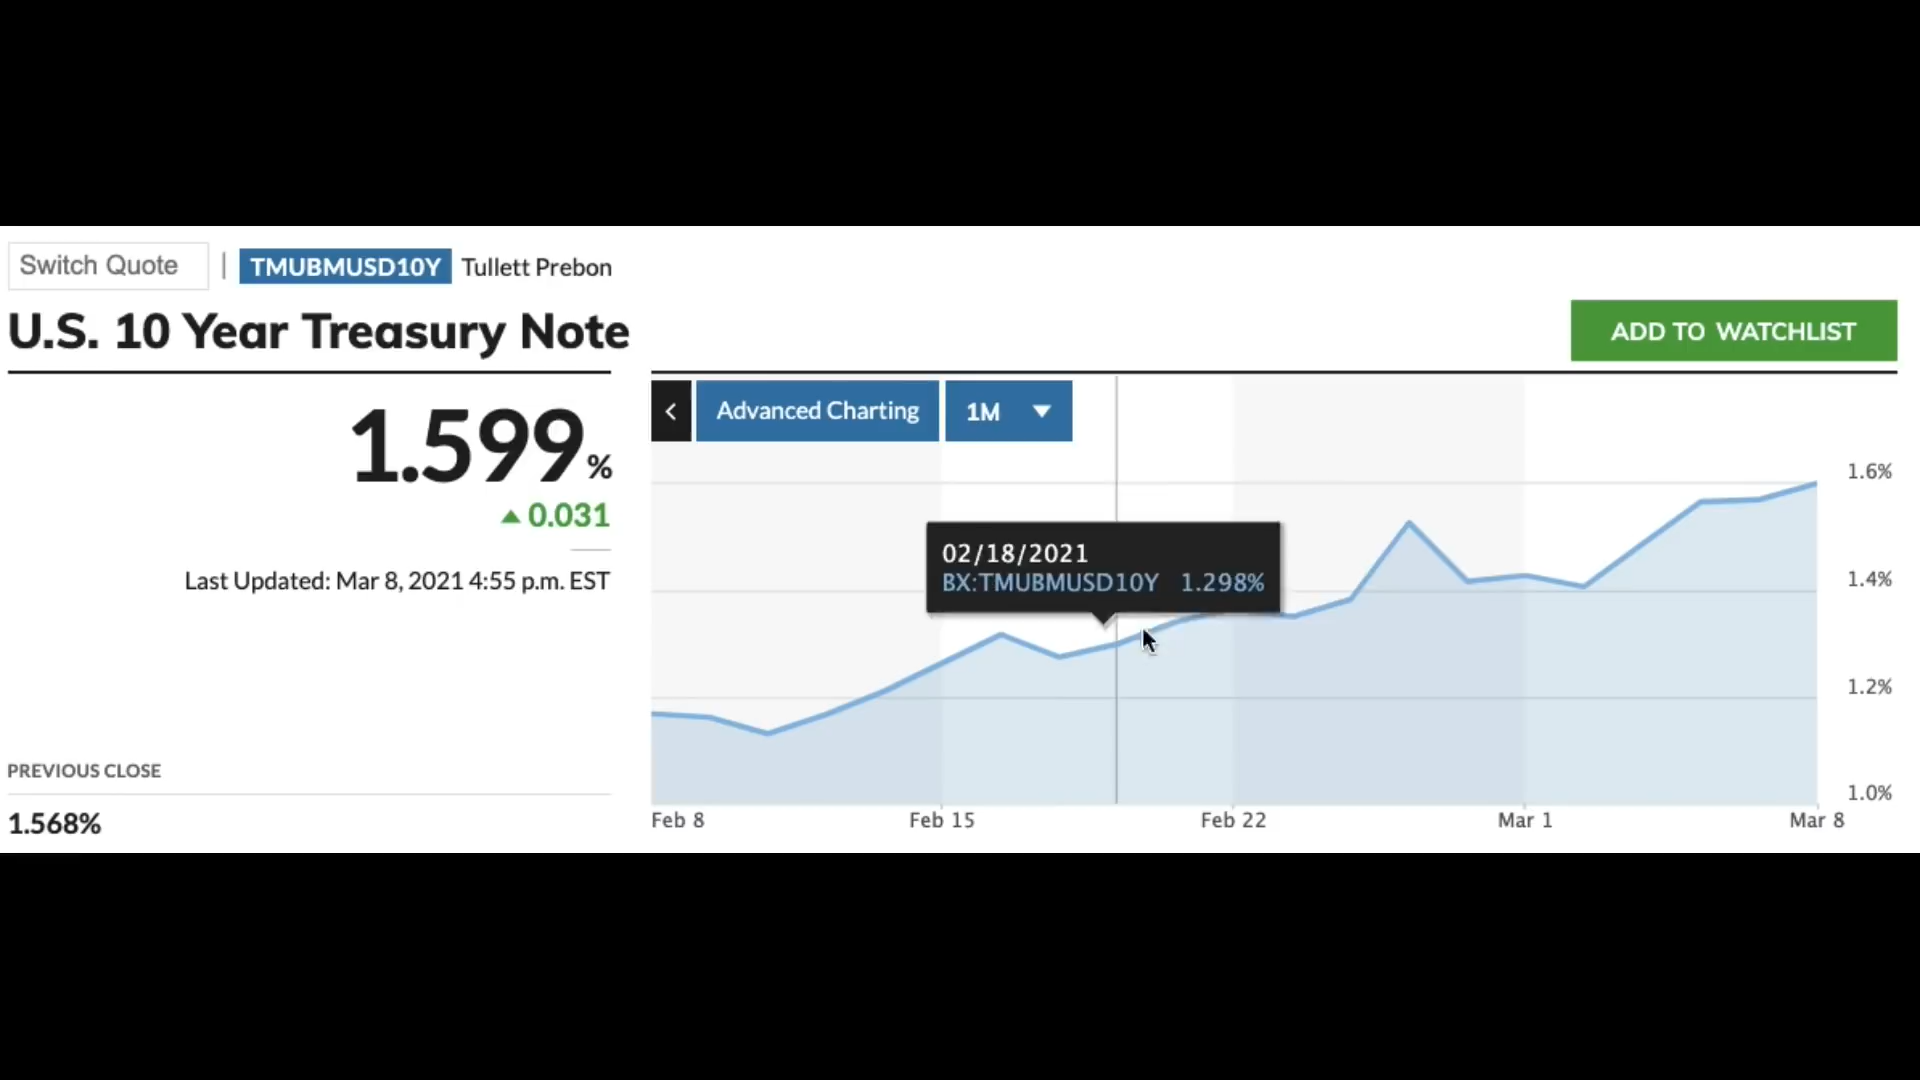 Switch Quote | TMUBMUSD10Y Tullett Prebon
U.S. 10 Year Treasury Note
ADD TO WATCHLIST
1.599%
0.031
Last Updated: Mar 8, 2021 4:55 p.m. EST
PREVIOUS CLOSE
1.568%
< Advanced Charting 1M
02/18/2021
BX:TMUBMUSD10Y 1.298%
1.6%
1.4%
1.2%
1.0%
Feb 8 Feb 15 Feb 22 Mar 1 Mar 8